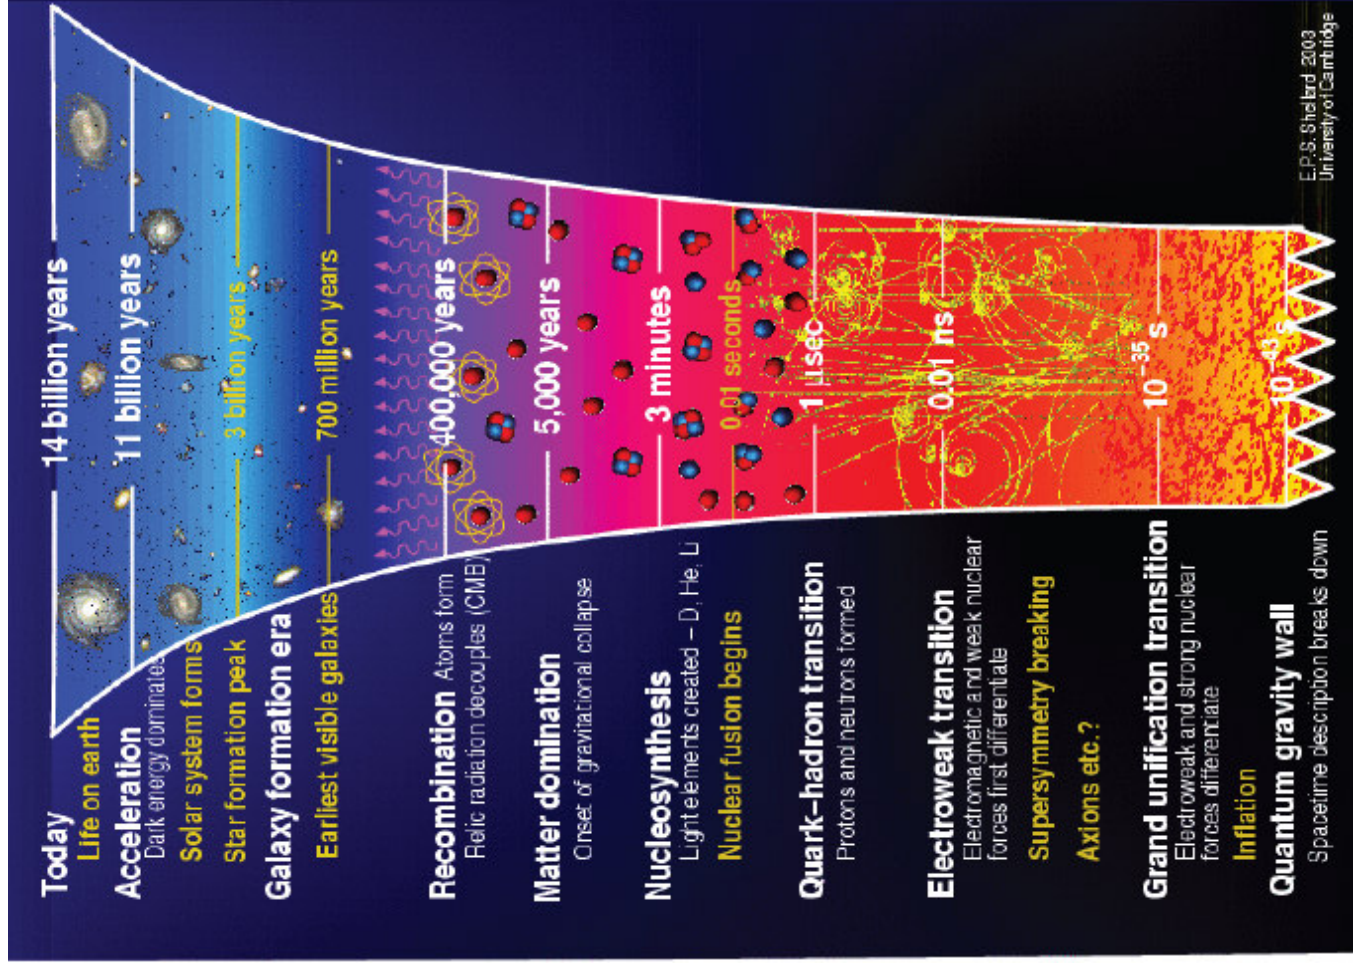 Today
Life on earth
Acceleration
Dark energy dominates
Solar system forms
Star formation peak
Galaxy formation era
Earliest visible galaxies
Recombination Atoms form
Relic radiation decouples (CMB)
Matter domination
Onset of gravitational collapse
Nucleosynthesis
Light elements created – D, He, Li
Nuclear fusion begins
Quark–hadron transition
Protons and neutrons formed
Electroweak transition
Electromagnetic and weak nuclear
forces first differentiate
Supersymmetry breaking
Axions etc.?
Grand unification transition
Electroweak and strong nuclear
forces differentiate
Inflation
Quantum gravity wall
Spacetime description breaks down
14 billion years
11 billion years
3 billion years
700 million years
400,000 years
5,000 years
3 minutes
0.01 seconds
1 µsec
0.01 ns
10⁻³⁵ s
10⁻⁴³ s
E.P.S. Shellard 2003
University of Cambridge